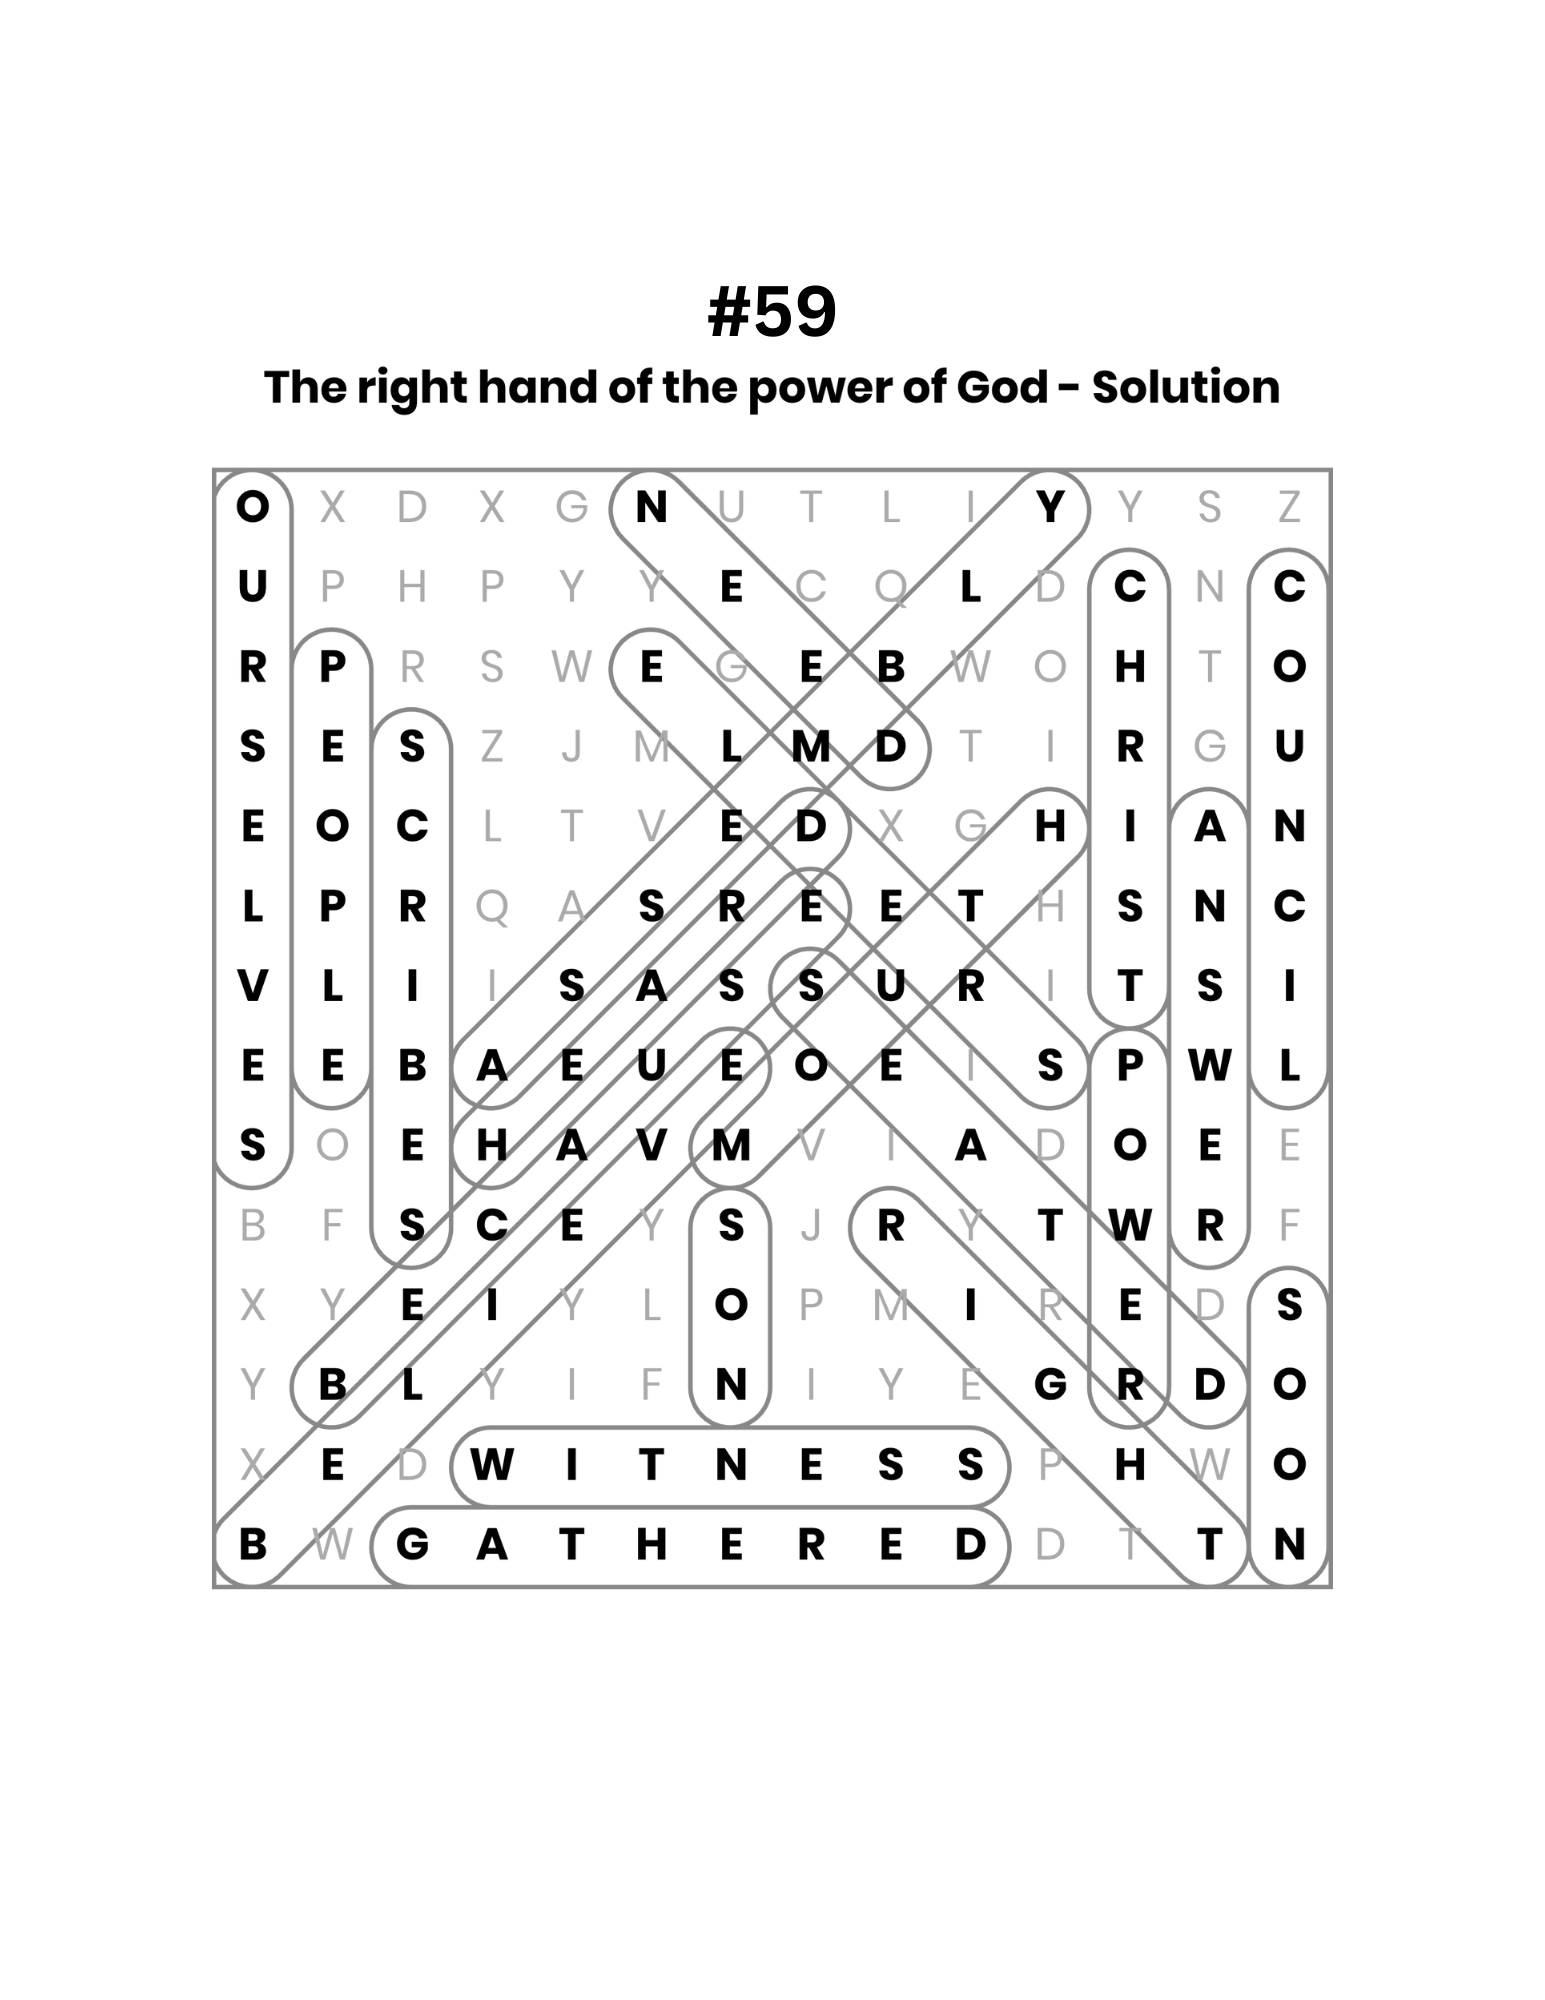 #59
The right hand of the power of God - Solution
O X D X G N U T L I Y Y S Z
U P H P Y Y E C Q L D C N C
R P R S W E G E B W O H T O
S E S Z J M L M D T I R G U
E O C L T V E D X G H I A N
L P R Q A S R E E T H S N C
V L I I S A S S U R I T S I
E E B A E U E O E I S P W L
S O E H A V M V I A D O E E
B F S C E Y S J R Y T W R F
X Y E I Y L O P M I R E D S
Y B L Y I F N I Y E G R D O
X E D W I T N E S S P H W O
B W G A T H E R E D D T T N